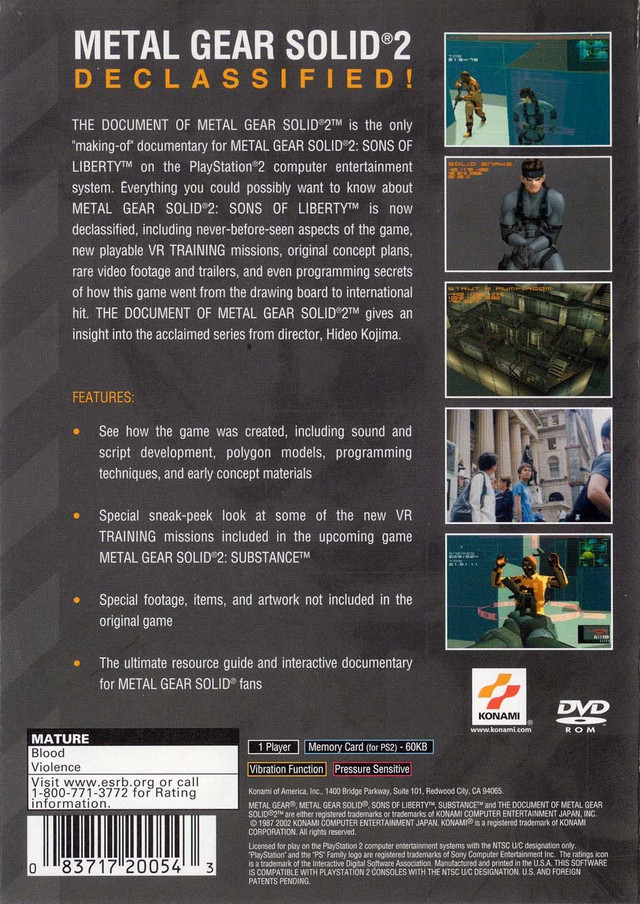 METAL GEAR SOLID®2
DECLASSIFIED!
THE DOCUMENT OF METAL GEAR SOLID®2™ is the only
"making-of" documentary for METAL GEAR SOLID®2: SONS OF
LIBERTY™ on the PlayStation®2 computer entertainment
system. Everything you could possibly want to know about
METAL GEAR SOLID®2: SONS OF LIBERTY™ is now
declassified, including never-before-seen aspects of the game,
new playable VR TRAINING missions, original concept plans,
rare video footage and trailers, and even programming secrets
of how this game went from the drawing board to international
hit. THE DOCUMENT OF METAL GEAR SOLID®2™ gives an
insight into the acclaimed series from director, Hideo Kojima.
FEATURES:
• See how the game was created, including sound and
script development, polygon models, programming
techniques, and early concept materials
• Special sneak-peek look at some of the new VR
TRAINING missions included in the upcoming game
METAL GEAR SOLID®2: SUBSTANCE™
• Special footage, items, and artwork not included in the
original game
• The ultimate resource guide and interactive documentary
for METAL GEAR SOLID® fans
SOLID SNAKE
STRUT A PUMP ROOM
KONAMI®
www.konami.com
DVD
ROM
MATURE
Blood
Violence
Visit www.esrb.org or call
1-800-771-3772 for Rating
information.
0 83717 20054 3
1 Player
Memory Card (for PS2) - 60KB
Vibration Function
Pressure Sensitive
Konami of America, Inc., 1400 Bridge Parkway, Suite 101, Redwood City, CA 94065.
METAL GEAR®, METAL GEAR SOLID®, SONS OF LIBERTY™, SUBSTANCE™ and THE DOCUMENT OF METAL GEAR
SOLID®2™ are either registered trademarks or trademarks of KONAMI COMPUTER ENTERTAINMENT JAPAN, INC.
© 1987 2002 KONAMI COMPUTER ENTERTAINMENT JAPAN. KONAMI® is a registered trademark of KONAMI
CORPORATION. All rights reserved.
Licensed for play on the PlayStation 2 computer entertainment systems with the NTSC U/C designation only.
"PlayStation" and the "PS" Family logo are registered trademarks of Sony Computer Entertainment Inc. The ratings icon
is a trademark of the Interactive Digital Software Association. Manufactured and printed in the U.S.A. THIS SOFTWARE
IS COMPATIBLE WITH PLAYSTATION 2 CONSOLES WITH THE NTSC U/C DESIGNATION. U.S. AND FOREIGN
PATENTS PENDING.